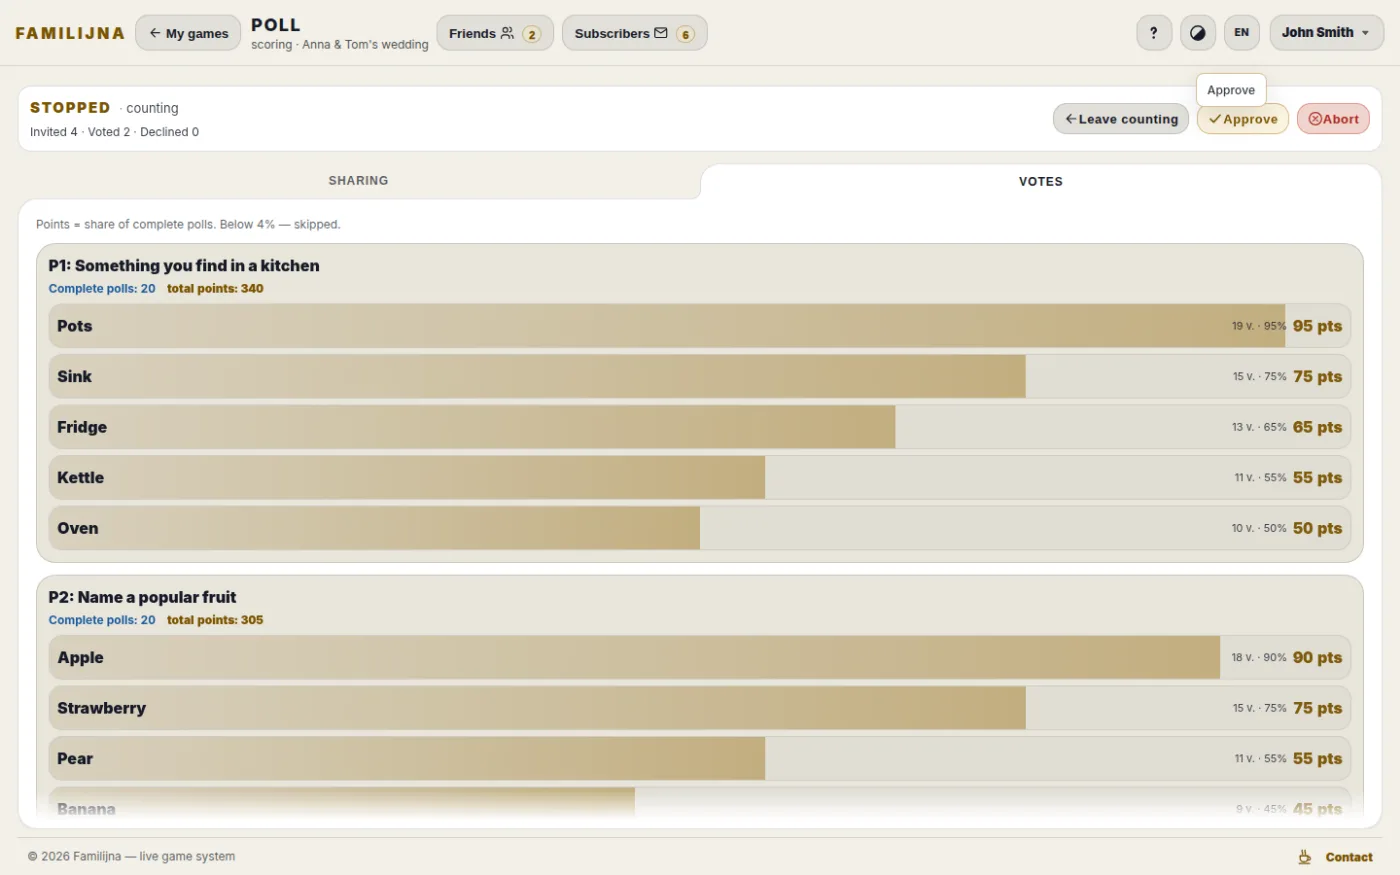 FAMILIJNA
My games
POLL
scoring · Anna & Tom's wedding
Friends 2
Subscribers 6
?
EN
John Smith
Approve
STOPPED · counting
Invited 4 · Voted 2 · Declined 0
Leave counting
Approve
Abort
SHARING
VOTES
Points = share of complete polls. Below 4% — skipped.
P1: Something you find in a kitchen
Complete polls: 20 total points: 340
Pots 19 v. · 95% 95 pts
Sink 15 v. · 75% 75 pts
Fridge 13 v. · 65% 65 pts
Kettle 11 v. · 55% 55 pts
Oven 10 v. · 50% 50 pts
P2: Name a popular fruit
Complete polls: 20 total points: 305
Apple 18 v. · 90% 90 pts
Strawberry 15 v. · 75% 75 pts
Pear 11 v. · 55% 55 pts
Banana 9 v. · 45% 45 pts
© 2026 Familijna — live game system
Contact